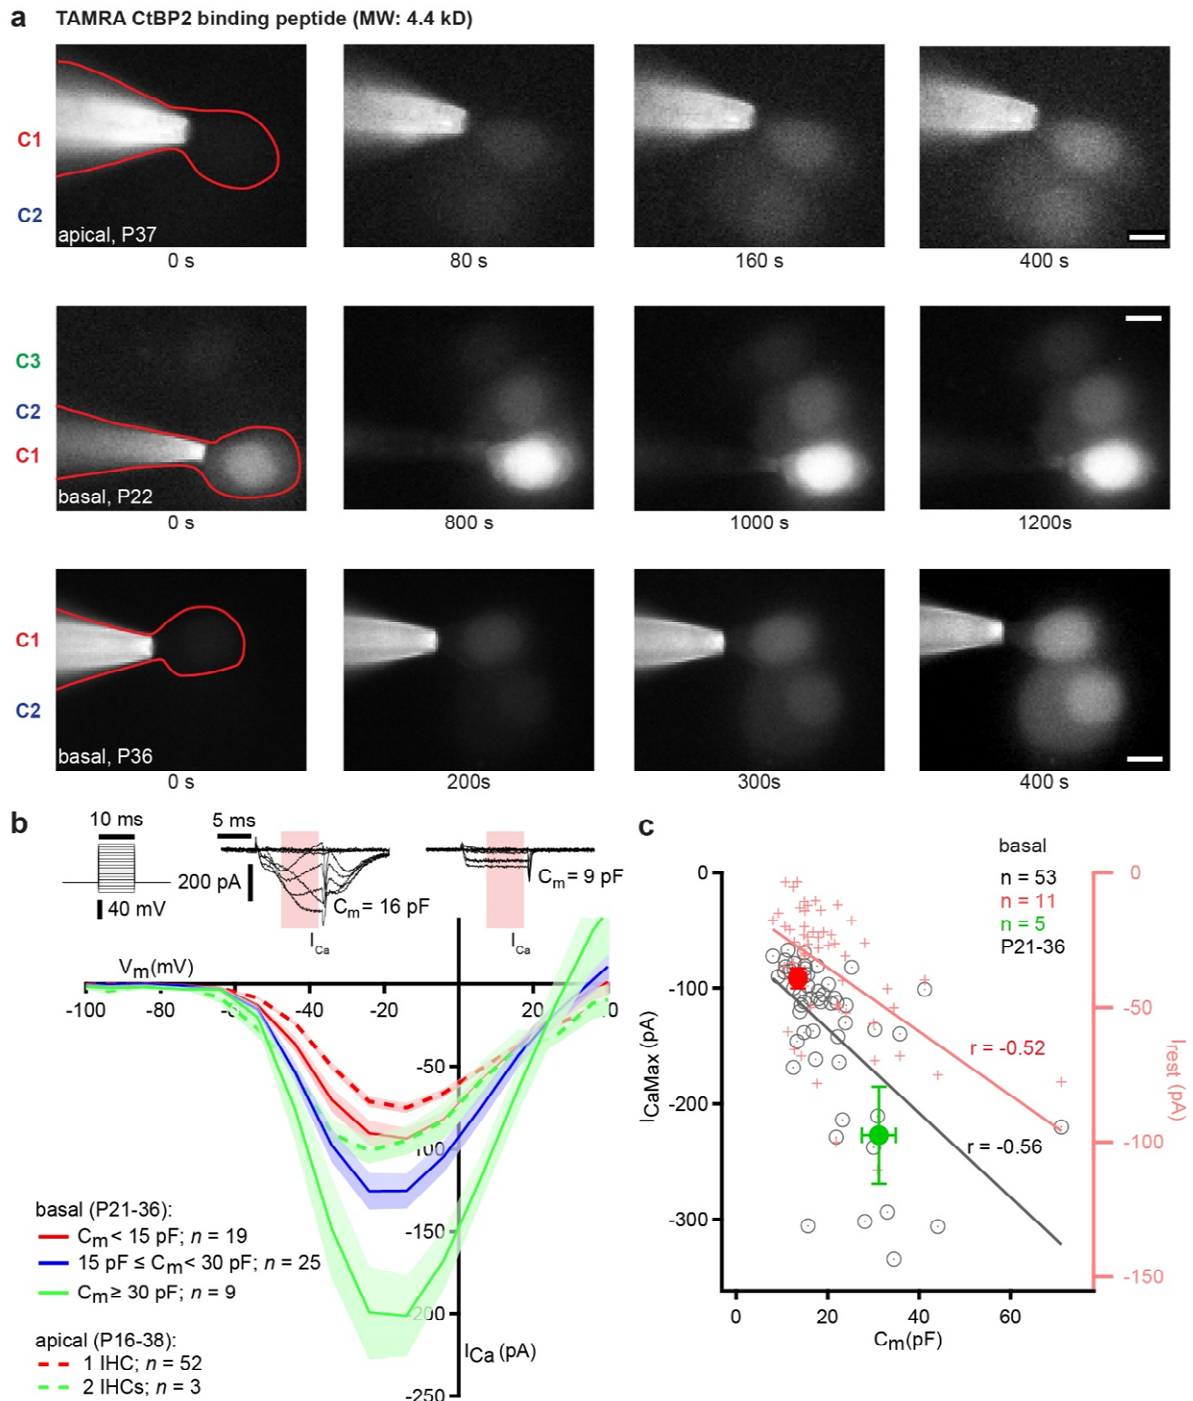 a TAMRA CtBP2 binding peptide (MW: 4.4 kD)
C1
C2
apical, P37
0 s
80 s
160 s
400 s
C3
C2
C1
basal, P22
0 s
800 s
1000 s
1200s
C1
C2
basal, P36
0 s
200s
300s
400 s
b
10 ms
40 mV
5 ms
200 pA
Cm= 16 pF
ICa
Cm= 9 pF
ICa
Vm(mV)
-100
-80
-40
20
-50
-150
-250
ICa (pA)
basal (P21-36):
Cm< 15 pF; n = 19
15 pF ≤ Cm< 30 pF; n = 25
Cm≥ 30 pF; n = 9
apical (P16-38):
1 IHC; n = 52
2 IHCs; n = 3
c
basal
n = 53
n = 11
n = 5
P21-36
0
-100
-200
-300
ICaMax (pA)
0
-50
-100
-150
Irest (pA)
r = -0.52
r = -0.56
0
20
40
60
Cm(pF)